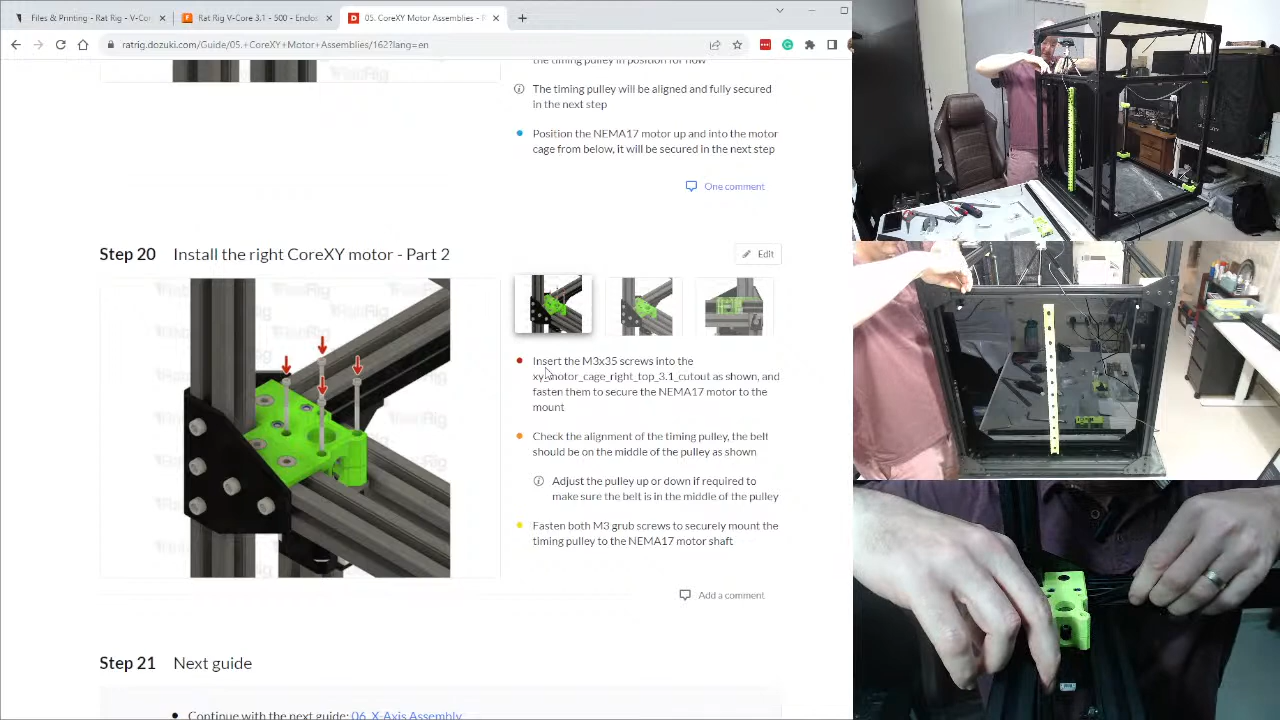 Files & Printing - Rat Rig V-Cor
Rat Rig V-Core 3,1 - 500 - Enclo
05. CoreXY Motor Assemblies - R
ratrig.dozuki.com/Guide/05.+CoreXY+Motor+Assemblies/162?lang=en
the timing pulley in position for now
The timing pulley will be aligned and fully secured
in the next step
Position the NEMA17 motor up and into the motor
cage from below, it will be secured in the next step
One comment
Step 20 Install the right CoreXY motor - Part 2
Edit
Insert the M3x35 screws into the
xy_motor_cage_right_top_3.1_cutout as shown, and
fasten them to secure the NEMA17 motor to the
mount
Check the alignment of the timing pulley, the belt
should be on the middle of the pulley as shown
Adjust the pulley up or down if required to
make sure the belt is in the middle of the pulley
Fasten both M3 grub screws to securely mount the
timing pulley to the NEMA17 motor shaft
Add a comment
Step 21 Next guide
Continue with the next guide: 06. X-Axis Assembly